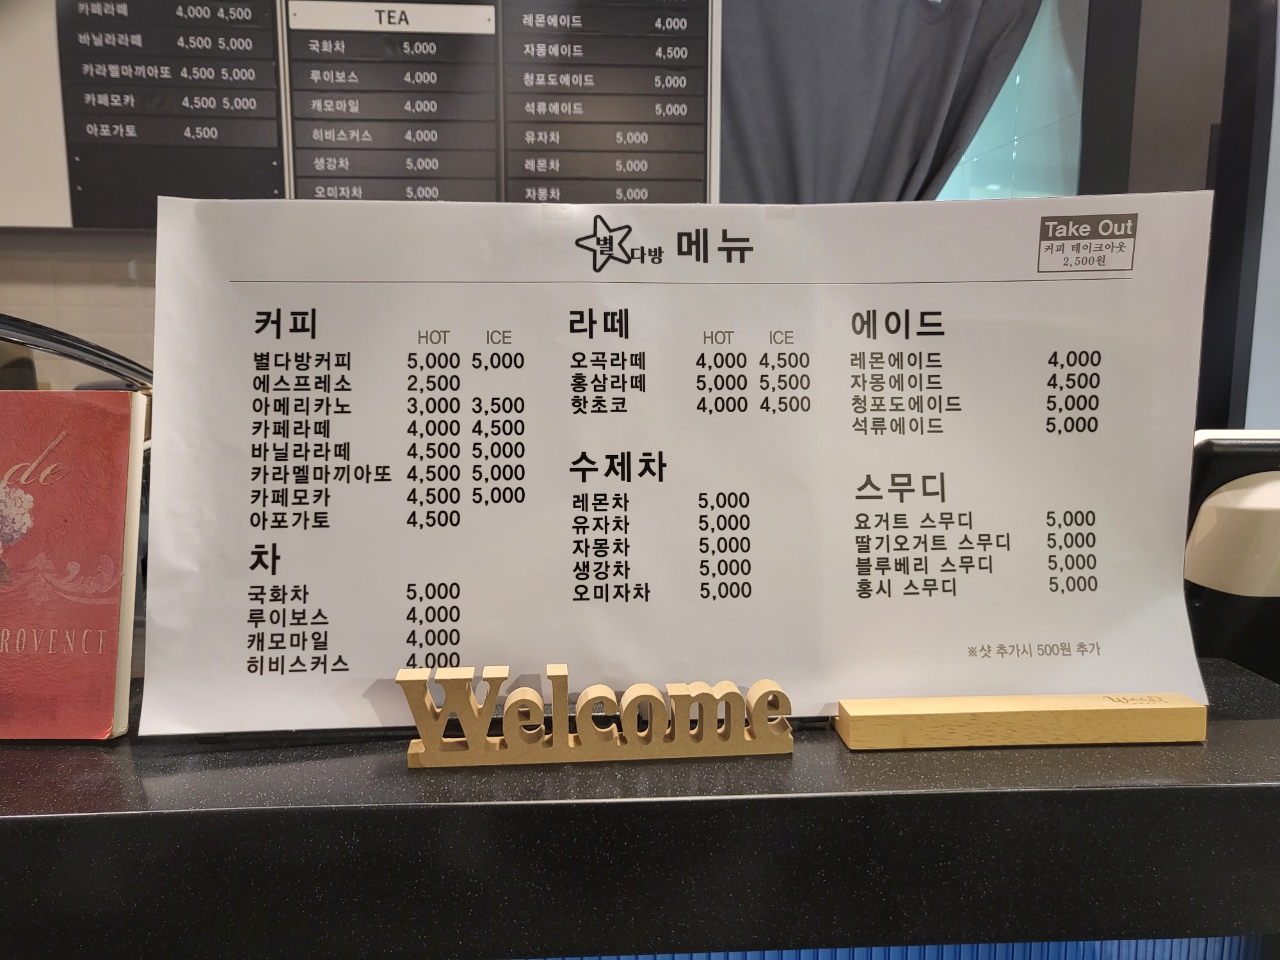 카페라떼 4,000 4,500
바닐라라떼 4,500 5,000
카라멜마끼아또 4,500 5,000
카페모카 4,500 5,000
아포가토 4,500
TEA
국화차 5,000
루이보스 4,000
캐모마일 4,000
히비스커스 4,000
생강차 5,000
오미자차 5,000
레몬에이드 4,000
자몽에이드 4,500
청포도에이드 5,000
석류에이드 5,000
유자차 5,000
레몬차 5,000
자몽차 5,000
별다방 메뉴
Take Out
커피 테이크아웃
2,500원
커피
HOT ICE
별다방커피 5,000 5,000
에스프레소 2,500
아메리카노 3,000 3,500
카페라떼 4,000 4,500
바닐라라떼 4,500 5,000
카라멜마끼아또 4,500 5,000
카페모카 4,500 5,000
아포가토 4,500
차
국화차 5,000
루이보스 4,000
캐모마일 4,000
히비스커스 4,000
라떼
HOT ICE
오곡라떼 4,000 4,500
홍삼라떼 5,000 5,500
핫초코 4,000 4,500
수제차
레몬차 5,000
유자차 5,000
자몽차 5,000
생강차 5,000
오미자차 5,000
에이드
레몬에이드 4,000
자몽에이드 4,500
청포도에이드 5,000
석류에이드 5,000
스무디
요거트 스무디 5,000
딸기요거트 스무디 5,000
블루베리 스무디 5,000
홍시 스무디 5,000
※샷 추가시 500원 추가
de
ROVENCE
Welcome